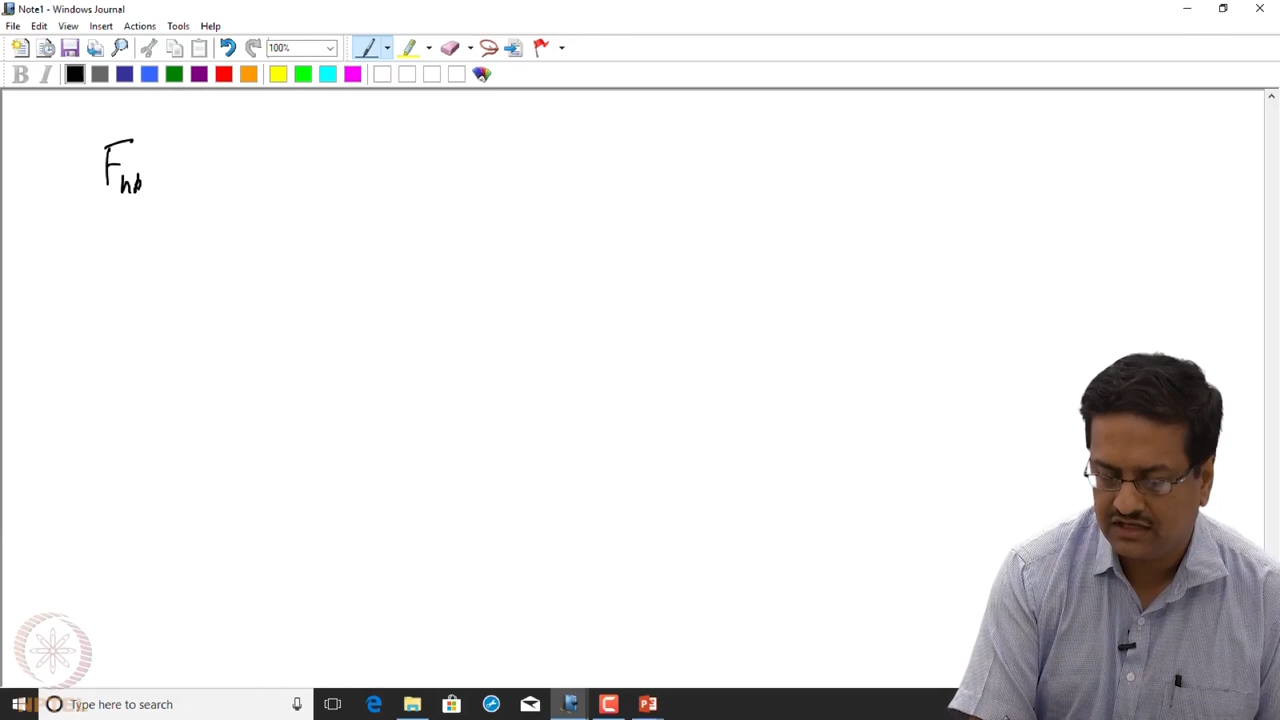 Note1 - Windows Journal
File Edit View Insert Actions Tools Help
100%
B I
F
Type here to search